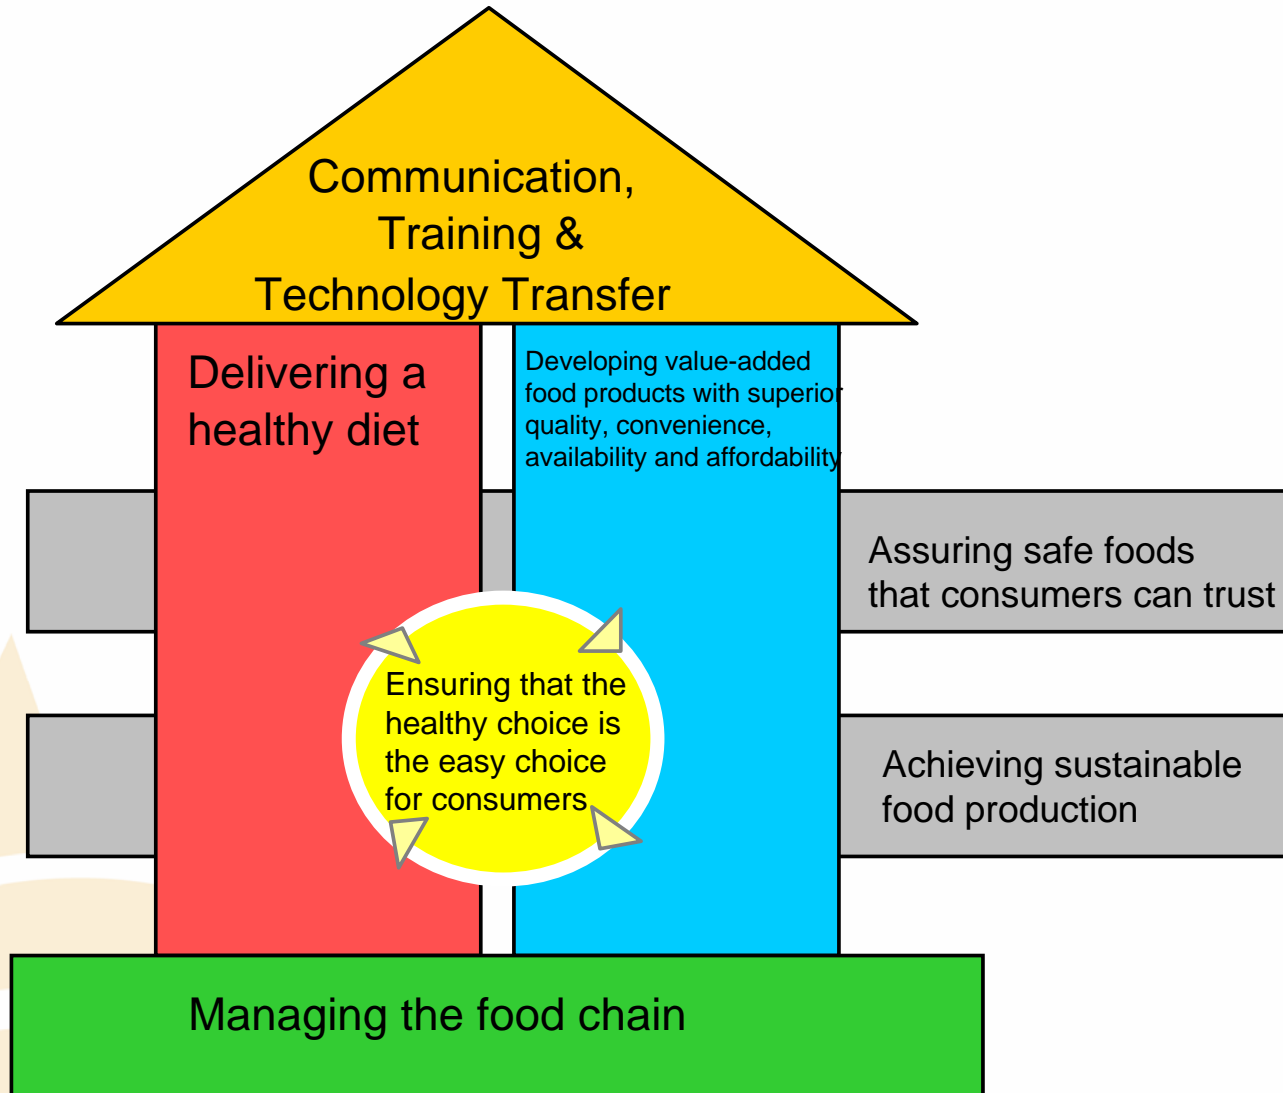 Communication,
Training &
Technology Transfer
Delivering a
healthy diet
Developing value-added
food products with superior
quality, convenience,
availability and affordability
Assuring safe foods
that consumers can trust
Ensuring that the
healthy choice is
the easy choice
for consumers
Achieving sustainable
food production
Managing the food chain